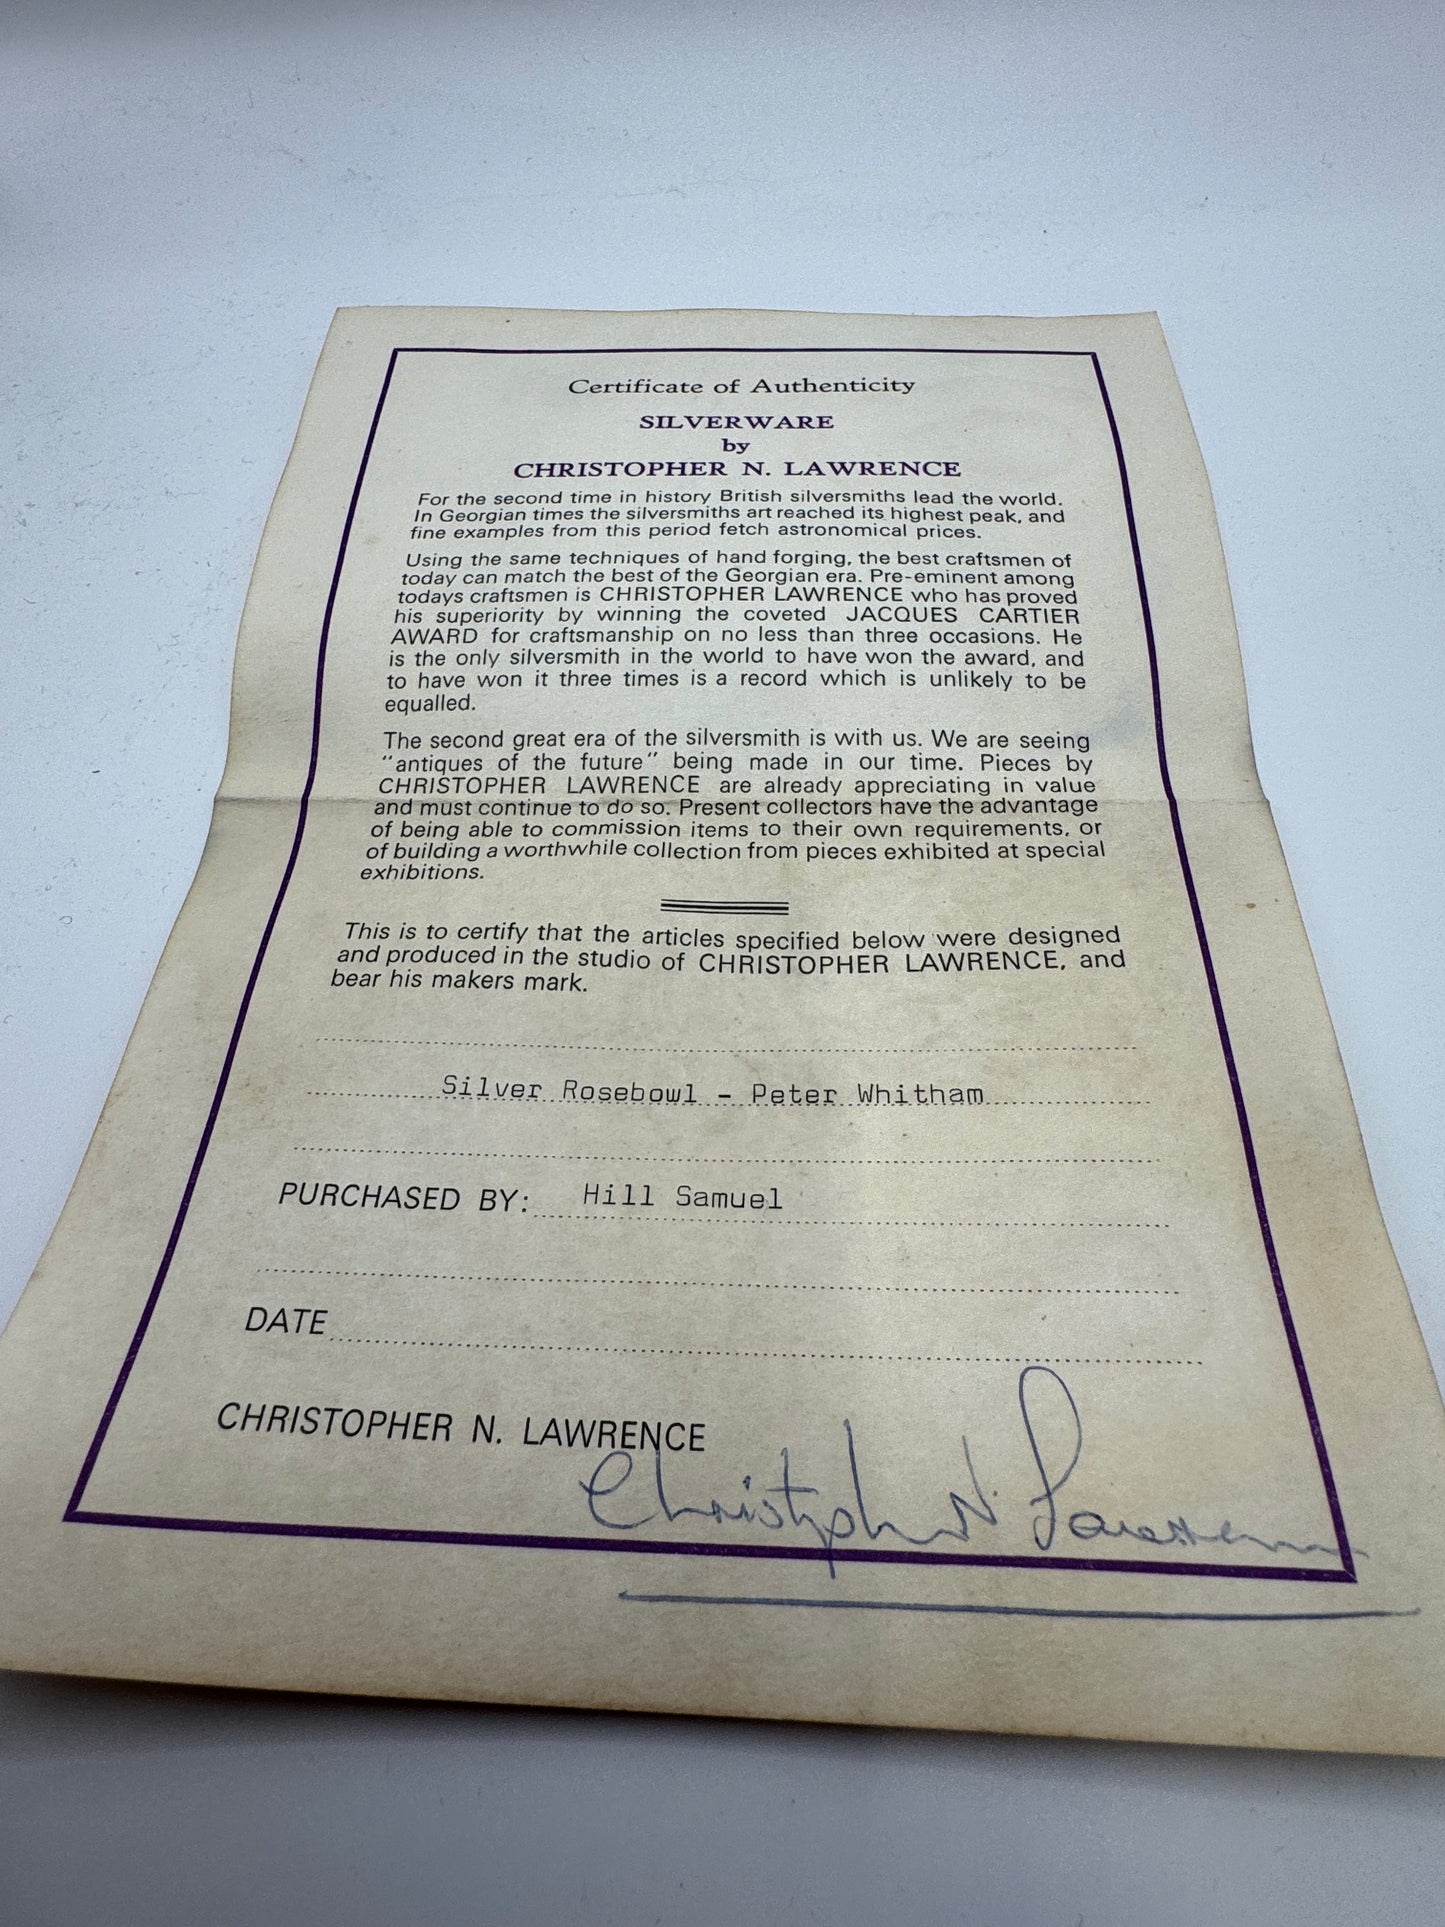 Certificate of Authenticity
SILVERWARE
by
CHRISTOPHER N. LAWRENCE
For the second time in history British silversmiths lead the world.
In Georgian times the silversmiths art reached its highest peak, and
fine examples from this period fetch astronomical prices.
Using the same techniques of hand forging, the best craftsmen of
today can match the best of the Georgian era. Pre-eminent among
todays craftsmen is CHRISTOPHER LAWRENCE who has proved
his superiority by winning the coveted JACQUES CARTIER
AWARD for craftsmanship on no less than three occasions. He
is the only silversmith in the world to have won the award, and
to have won it three times is a record which is unlikely to be
equalled.
The second great era of the silversmith is with us. We are seeing
"antiques of the future" being made in our time. Pieces by
CHRISTOPHER LAWRENCE are already appreciating in value
and must continue to do so. Present collectors have the advantage
of being able to commission items to their own requirements, or
of building a worthwhile collection from pieces exhibited at special
exhibitions.
This is to certify that the articles specified below were designed
and produced in the studio of CHRISTOPHER LAWRENCE, and
bear his makers mark.
Silver Rosebowl - Peter Whitham
PURCHASED BY: Hill Samuel
DATE
CHRISTOPHER N. LAWRENCE
Christopher N. Lawrence